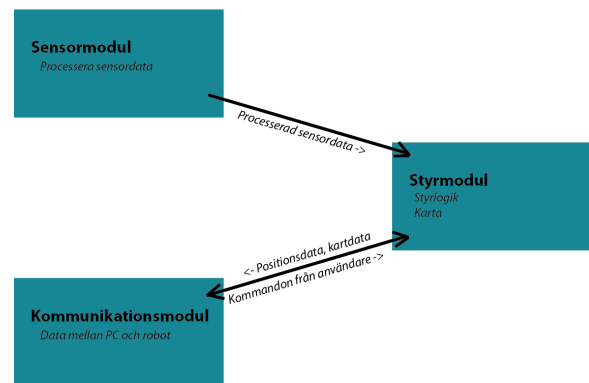 Sensormodul
Processera sensordata
Processerad sensordata ->
Styrmodul
Styrlogik
Karta
<- Positionsdata, kartdata
Kommandon från användare ->
Kommunikationsmodul
Data mellan PC och robot